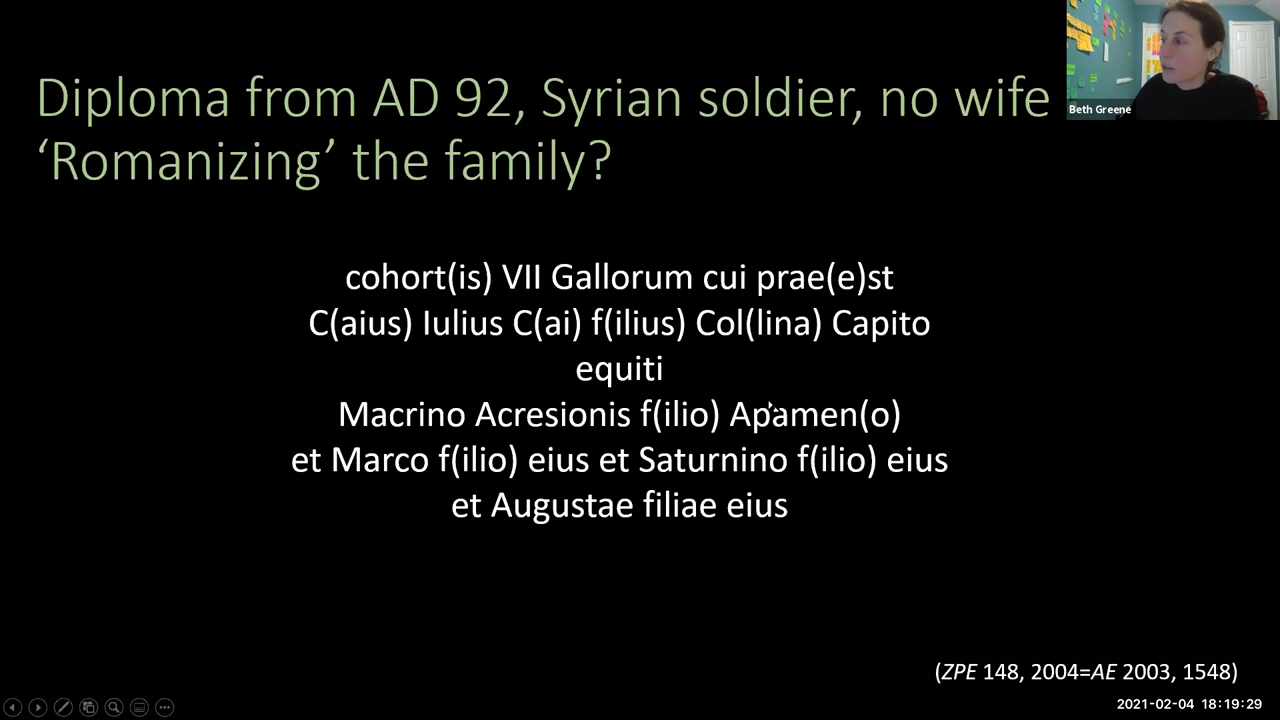 Diploma from AD 92, Syrian soldier, no wife
‘Romanizing’ the family?
Beth Greene
cohort(is) VII Gallorum cui prae(e)st
C(aius) Iulius C(ai) f(ilius) Col(lina) Capito
equiti
Macrino Acresionis f(ilio) Apamen(o)
et Marco f(ilio) eius et Saturnino f(ilio) eius
et Augustae filiae eius
(ZPE 148, 2004=AE 2003, 1548)
2021-02-04 18:19:29